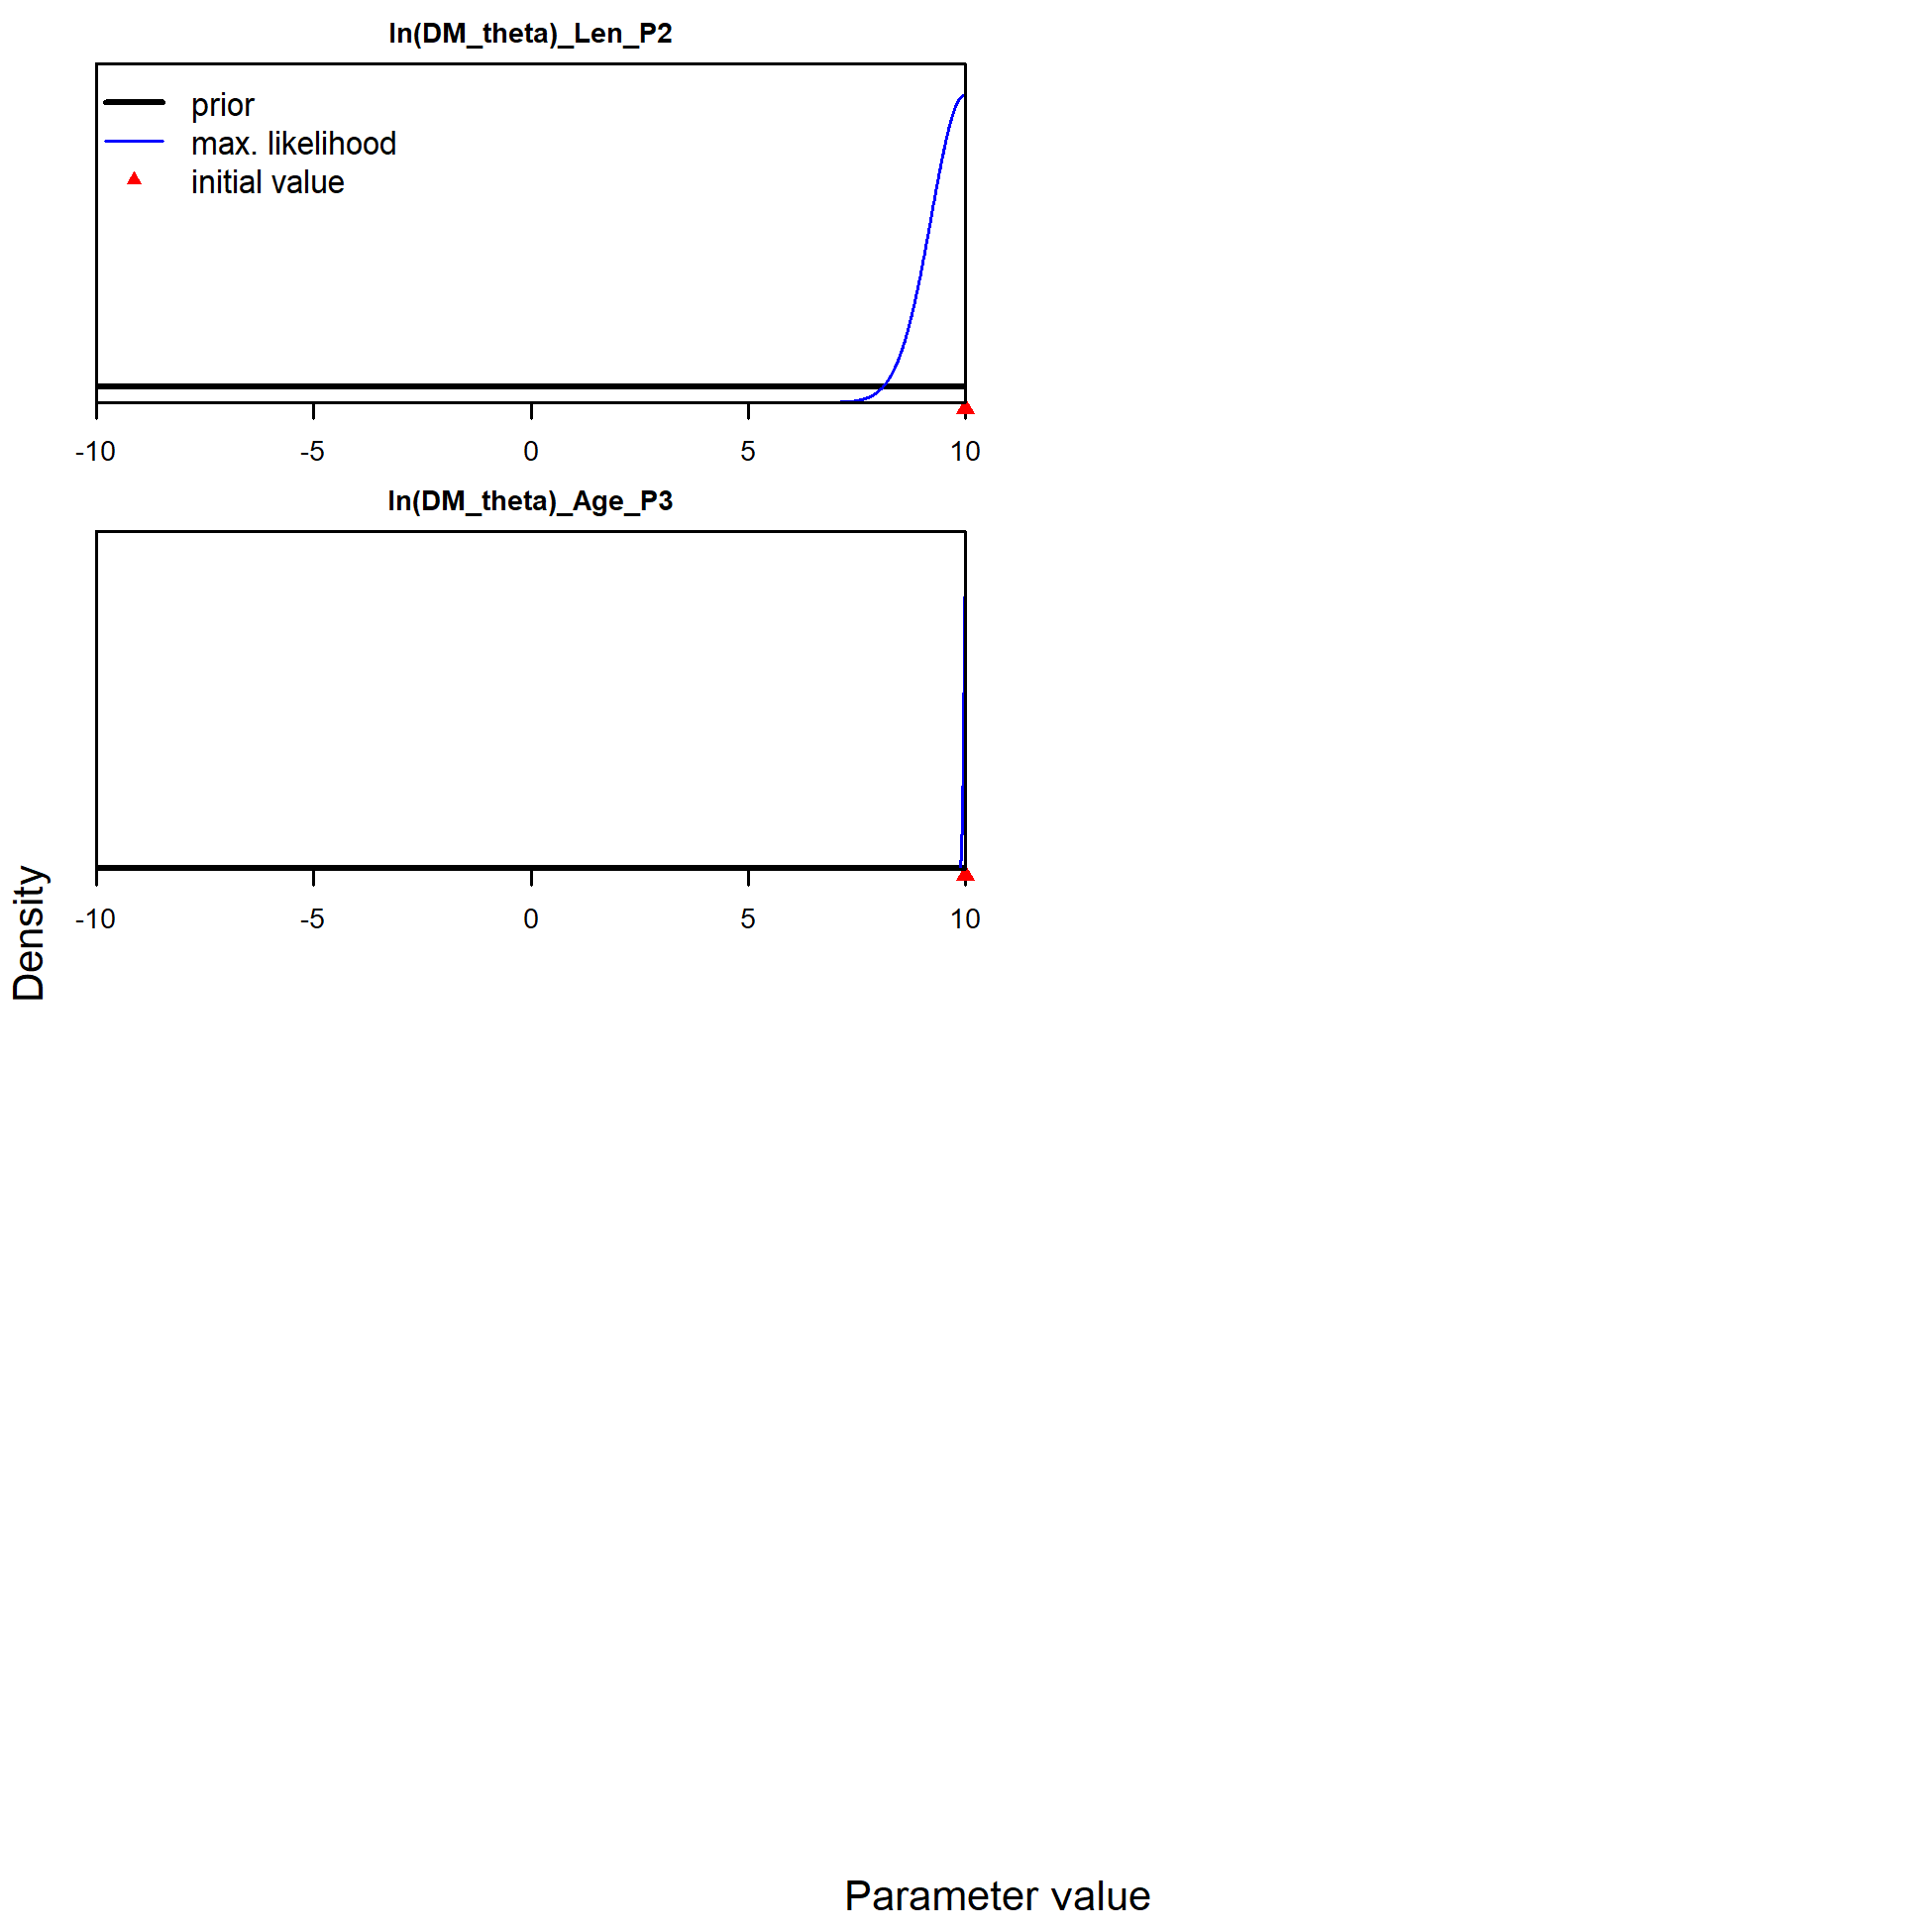 ln(DM_theta)_Len_P2
prior
max. likelihood
initial value
-10 -5 0 5 10
ln(DM_theta)_Age_P3
-10 -5 0 5 10
Density
Parameter value